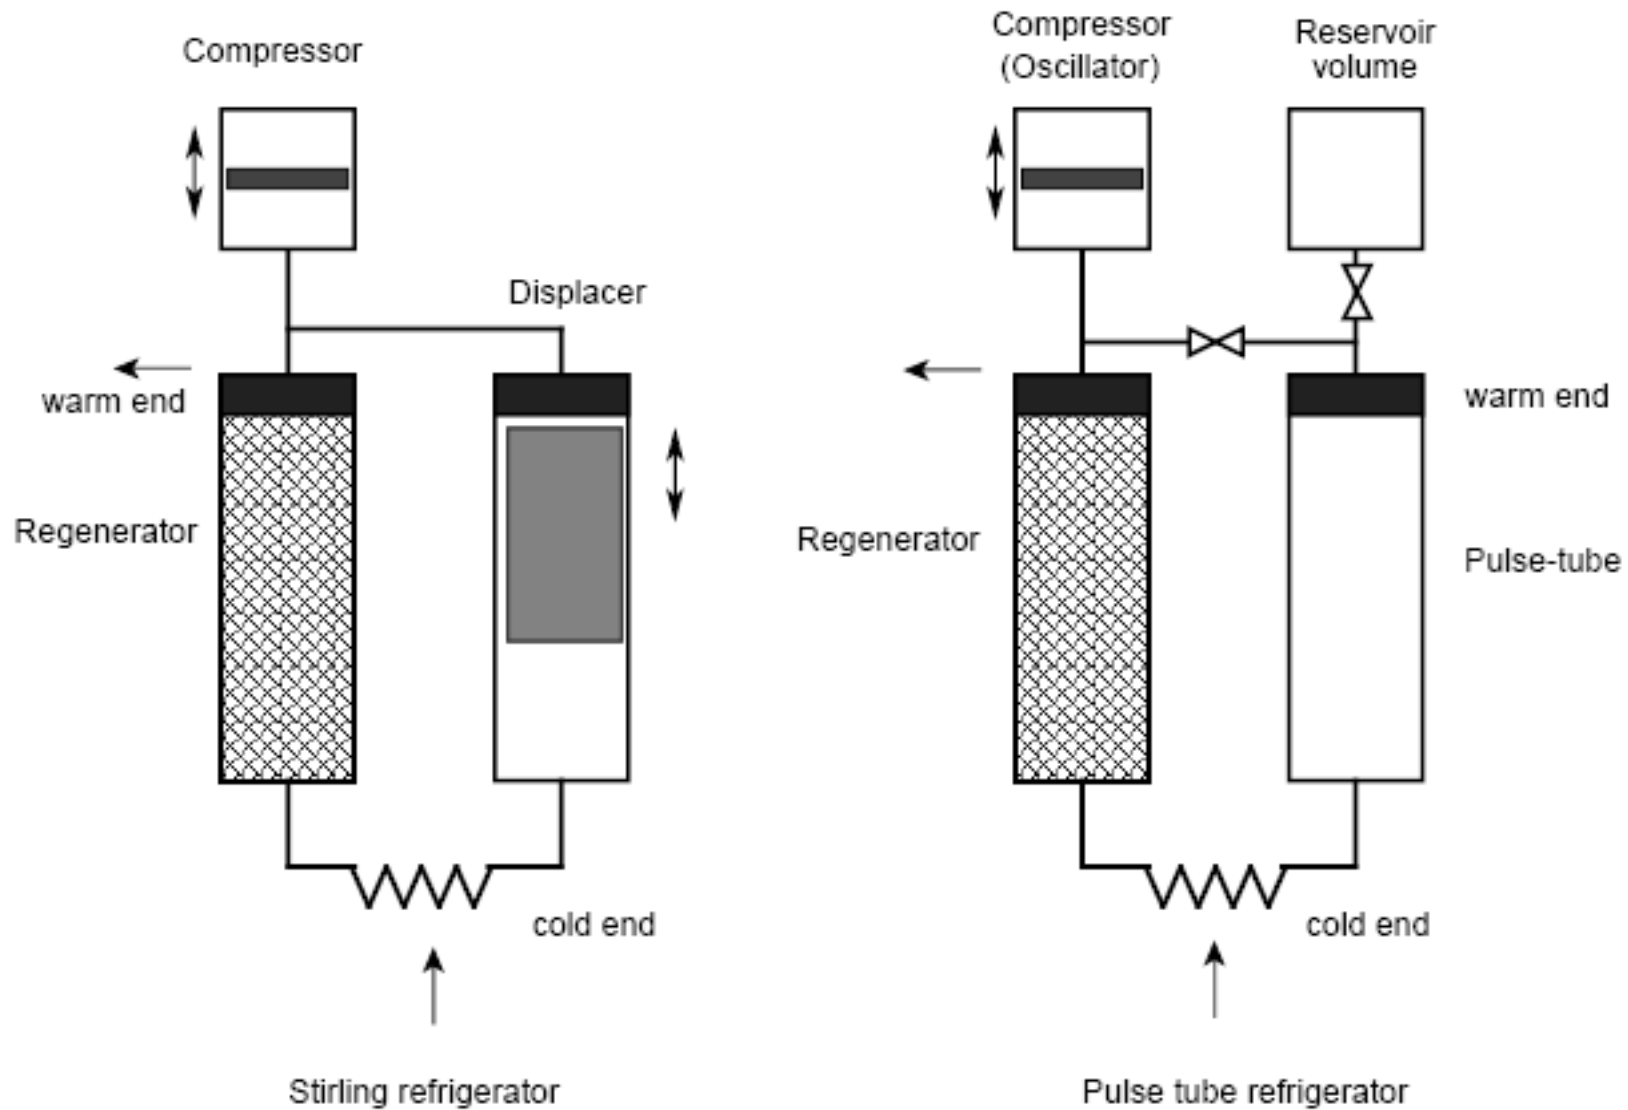 Compressor
Displacer
warm end
Regenerator
cold end
Stirling refrigerator
Compressor
(Oscillator)
Reservoir
volume
warm end
Regenerator
Pulse-tube
cold end
Pulse tube refrigerator